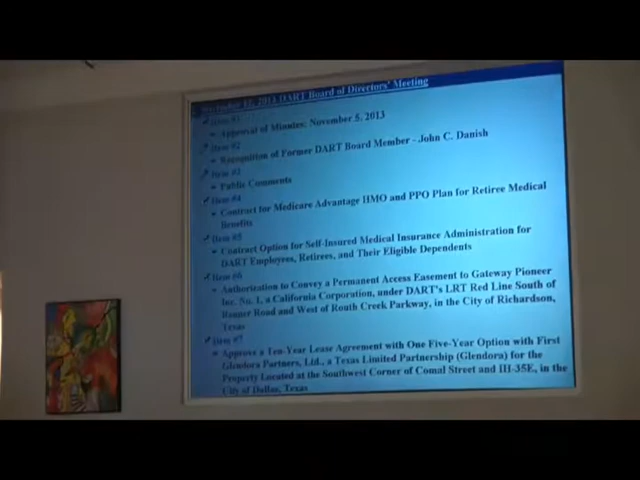 2013 DART Board of Directors' Meeting
Item #1
Approval of Minutes: November 5, 2013
Item #2
Recognition of Former DART Board Member - John C. Danish
Item #3
Public Comments
Item #4
Contract for Medicare Advantage HMO and PPO Plan for Retiree Medical
Benefits
Item #5
Contract Option for Self-Insured Medical Insurance Administration for
DART Employees, Retirees, and Their Eligible Dependents
Item #6
Authorization to Convey a Permanent Access Easement to Gateway Pioneer
Inc. No. 1, a California Corporation, under DART's LRT Red Line South of
Renner Road and West of Routh Creek Parkway, in the City of Richardson,
Texas
Item #7
Approve a Ten-Year Lease Agreement with One Five-Year Option with First
Glendora Partners, Ltd., a Texas Limited Partnership (Glendora) for the
Property Located at the Southwest Corner of Comal Street and IH-35E, in the
City of Dallas, Texas